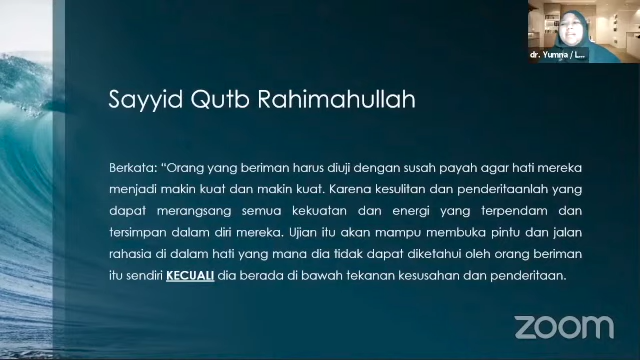 dr. Yumna / L...
Sayyid Qutb Rahimahullah
Berkata: “Orang yang beriman harus diuji dengan susah payah agar hati mereka
menjadi makin kuat dan makin kuat. Karena kesulitan dan penderitaanlah yang
dapat merangsang semua kekuatan dan energi yang terpendam dan
tersimpan dalam diri mereka. Ujian itu akan mampu membuka pintu dan jalan
rahasia di dalam hati yang mana dia tidak dapat diketahui oleh orang beriman
itu sendiri KECUALI dia berada di bawah tekanan kesusahan dan penderitaan.
zoom